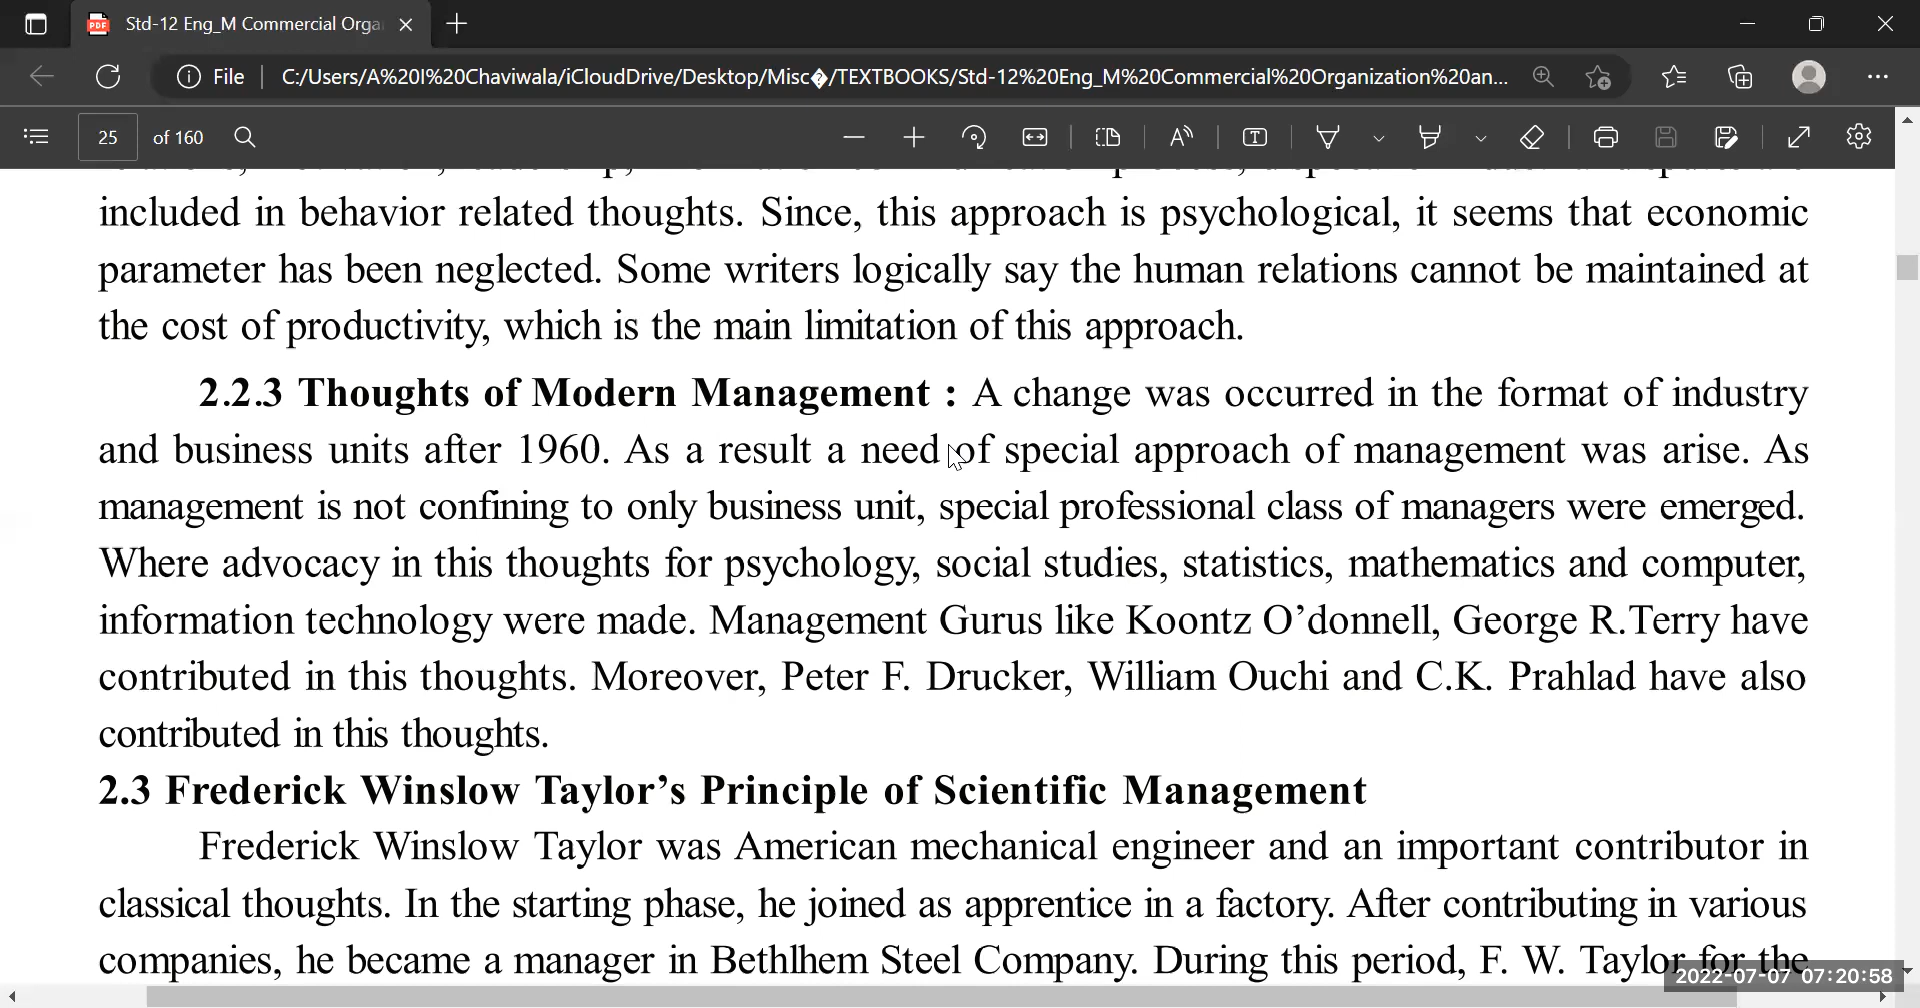 Std-12 Eng_M Commercial Orga
File
C:/Users/A%20I%20Chaviwala/iCloudDrive/Desktop/Misc�/TEXTBOOKS/Std-12%20Eng_M%20Commercial%20Organization%20an...
25 of 160
included in behavior related thoughts. Since, this approach is psychological, it seems that economic
parameter has been neglected. Some writers logically say the human relations cannot be maintained at
the cost of productivity, which is the main limitation of this approach.
2.2.3 Thoughts of Modern Management : A change was occurred in the format of industry
and business units after 1960. As a result a need of special approach of management was arise. As
management is not confining to only business unit, special professional class of managers were emerged.
Where advocacy in this thoughts for psychology, social studies, statistics, mathematics and computer,
information technology were made. Management Gurus like Koontz O’donnell, George R.Terry have
contributed in this thoughts. Moreover, Peter F. Drucker, William Ouchi and C.K. Prahlad have also
contributed in this thoughts.
2.3 Frederick Winslow Taylor’s Principle of Scientific Management
Frederick Winslow Taylor was American mechanical engineer and an important contributor in
classical thoughts. In the starting phase, he joined as apprentice in a factory. After contributing in various
companies, he became a manager in Bethlhem Steel Company. During this period, F. W. Taylor for the
2022-07-07 07:20:58